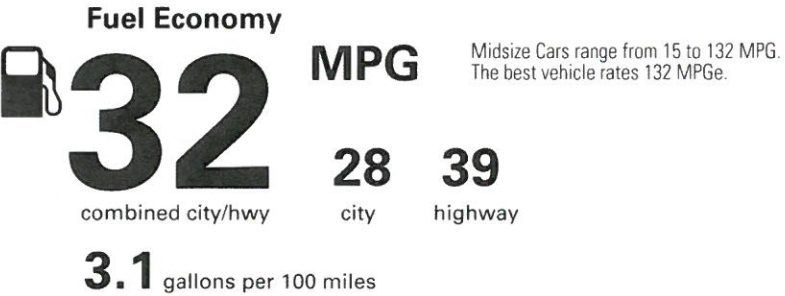 Fuel Economy
32 MPG
Midsize Cars range from 15 to 132 MPG.
The best vehicle rates 132 MPGe.
28 39
combined city/hwy city highway
3.1 gallons per 100 miles